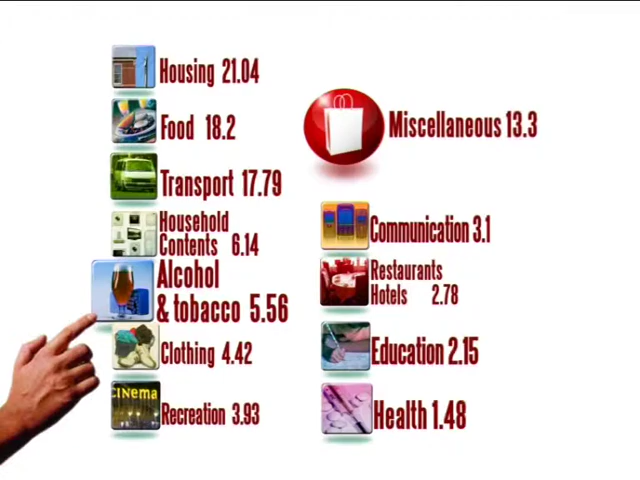 Housing 21.04
Food 18.2
Transport 17.79
Household
Contents 6.14
Alcohol
& tobacco 5.56
Clothing 4.42
CINema
Recreation 3.93
Miscellaneous 13.3
Communication 3.1
Restaurants
Hotels 2.78
Education 2.15
Health 1.48